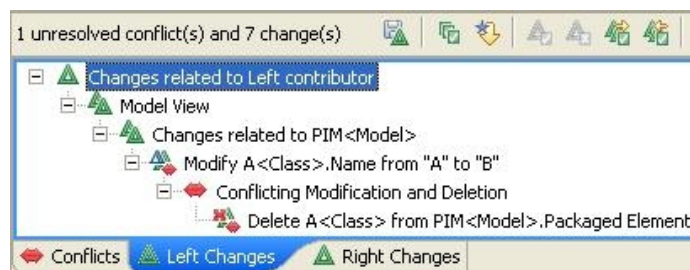 1 unresolved conflict(s) and 7 change(s)
Changes related to Left contributor
Model View
Changes related to PIM<Model>
Modify A<Class>.Name from "A" to "B"
Conflicting Modification and Deletion
Delete A<Class> from PIM<Model>.Packaged Element
Conflicts Left Changes Right Changes